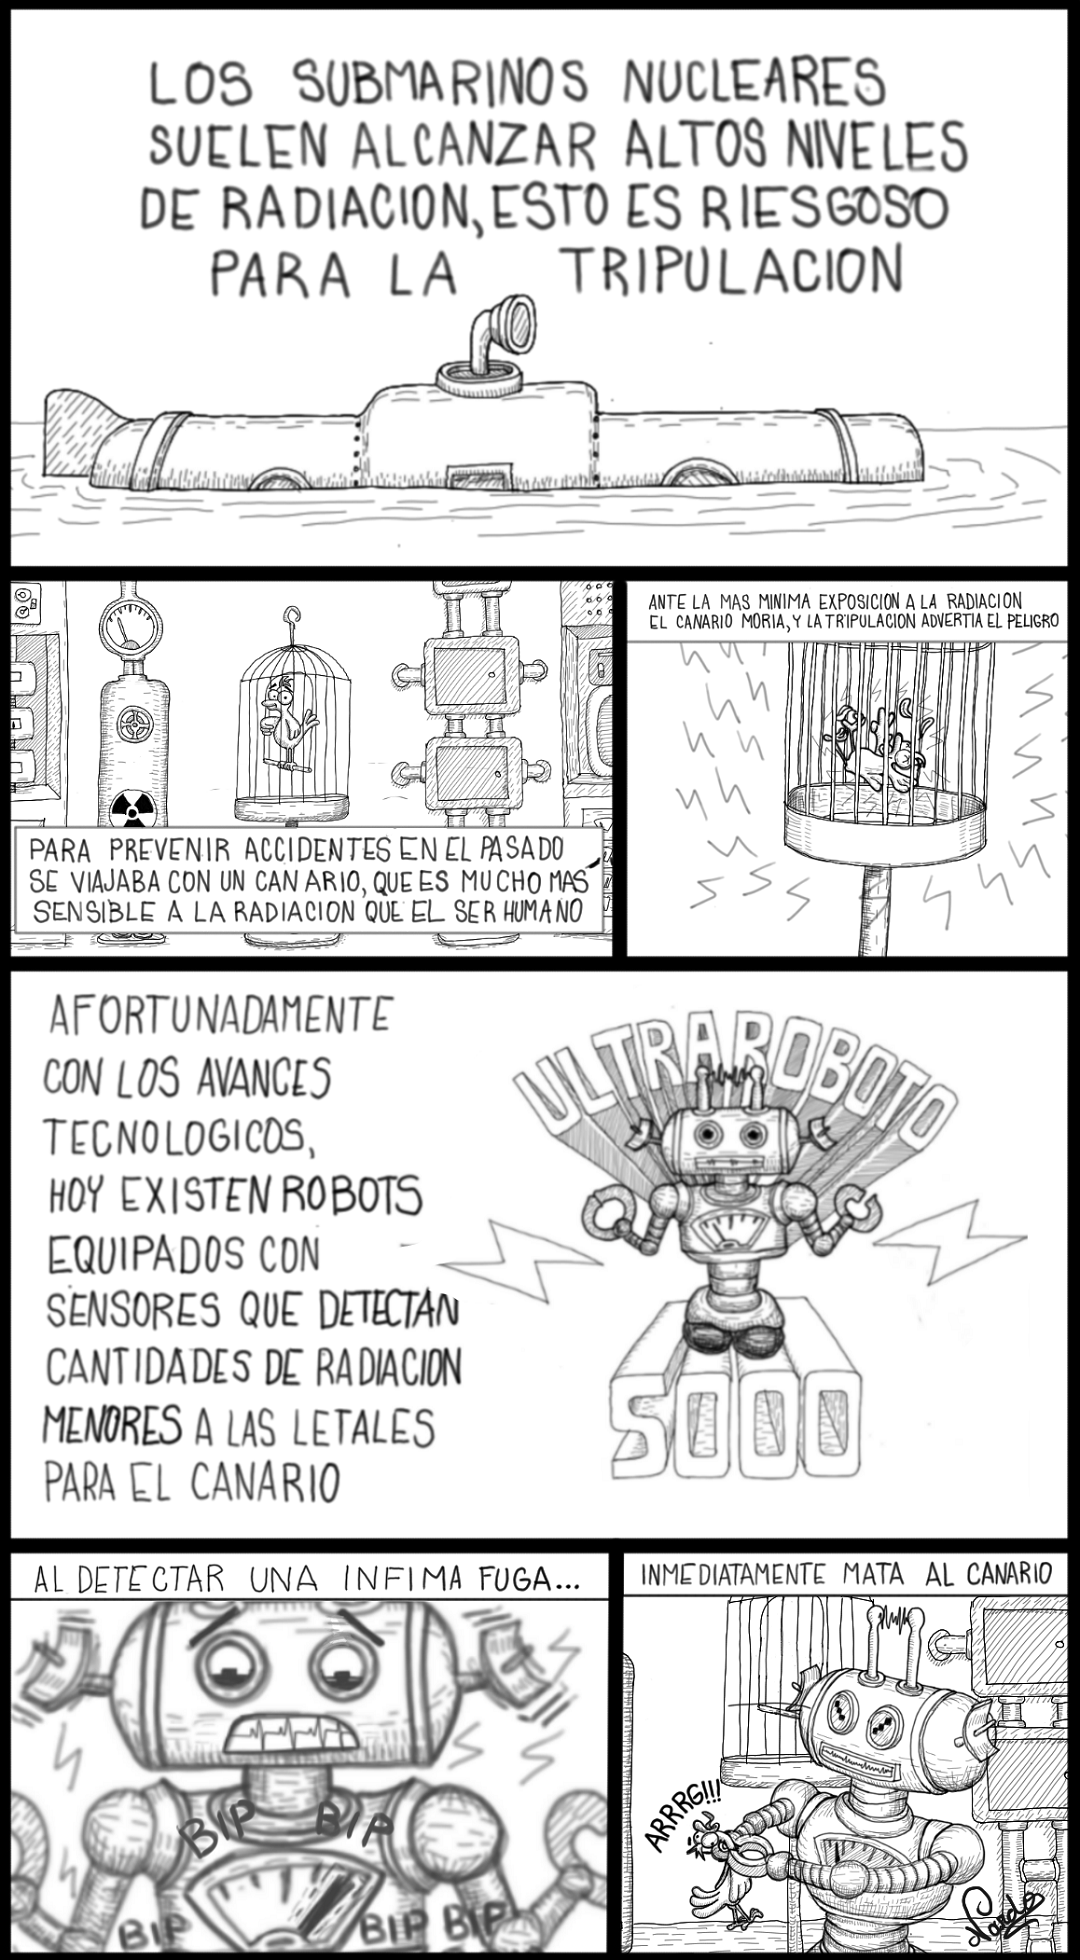 LOS SUBMARINOS NUCLEARES
SUELEN ALCANZAR ALTOS NIVELES
DE RADIACION, ESTO ES RIESGOSO
PARA LA TRIPULACION
PARA PREVENIR ACCIDENTES EN EL PASADO
SE VIAJABA CON UN CANARIO, QUE ES MUCHO MAS
SENSIBLE A LA RADIACION QUE EL SER HUMANO
ANTE LA MAS MINIMA EXPOSICION A LA RADIACION
EL CANARIO MORIA, Y LA TRIPULACION ADVERTIA EL PELIGRO
AFORTUNADAMENTE
CON LOS AVANCES
TECNOLOGICOS,
HOY EXISTEN ROBOTS
EQUIPADOS CON
SENSORES QUE DETECTAN
CANTIDADES DE RADIACION
MENORES A LAS LETALES
PARA EL CANARIO
ULTRAROBOTO
5000
AL DETECTAR UNA INFIMA FUGA...
BIP BIP
BIP BIP BIP
INMEDIATAMENTE MATA AL CANARIO
ARRRG!!!